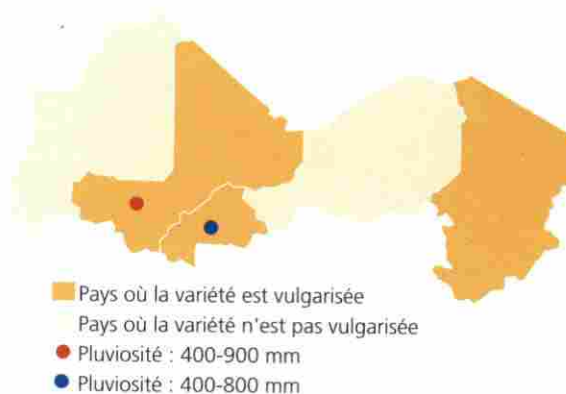 Pays où la variété est vulgarisée
Pays où la variété n'est pas vulgarisée
Pluviosité : 400-900 mm
Pluviosité : 400-800 mm